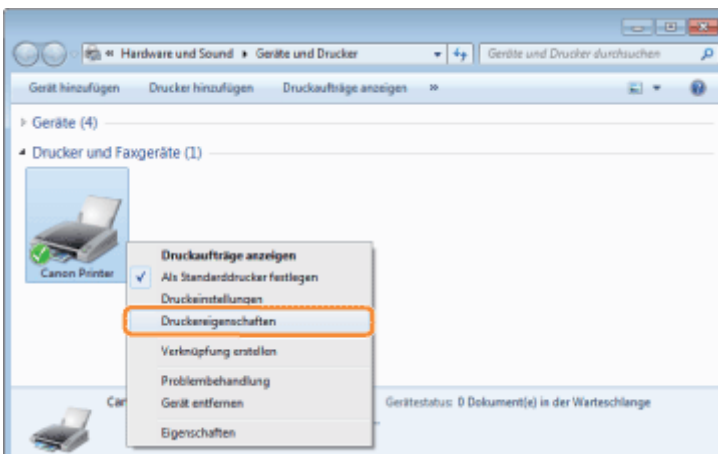 « Hardware und Sound ▸ Geräte und Drucker
Geräte und Drucker durchsuchen
Gerät hinzufügen Drucker hinzufügen Druckaufträge anzeigen »
Geräte (4)
Drucker und Faxgeräte (1)
Canon Printer
Druckaufträge anzeigen
Als Standarddrucker festlegen
Druckeinstellungen
Druckereigenschaften
Verknüpfung erstellen
Problembehandlung
Gerät entfernen
Eigenschaften
Gerätestatus: 0 Dokument(e) in der Warteschlange